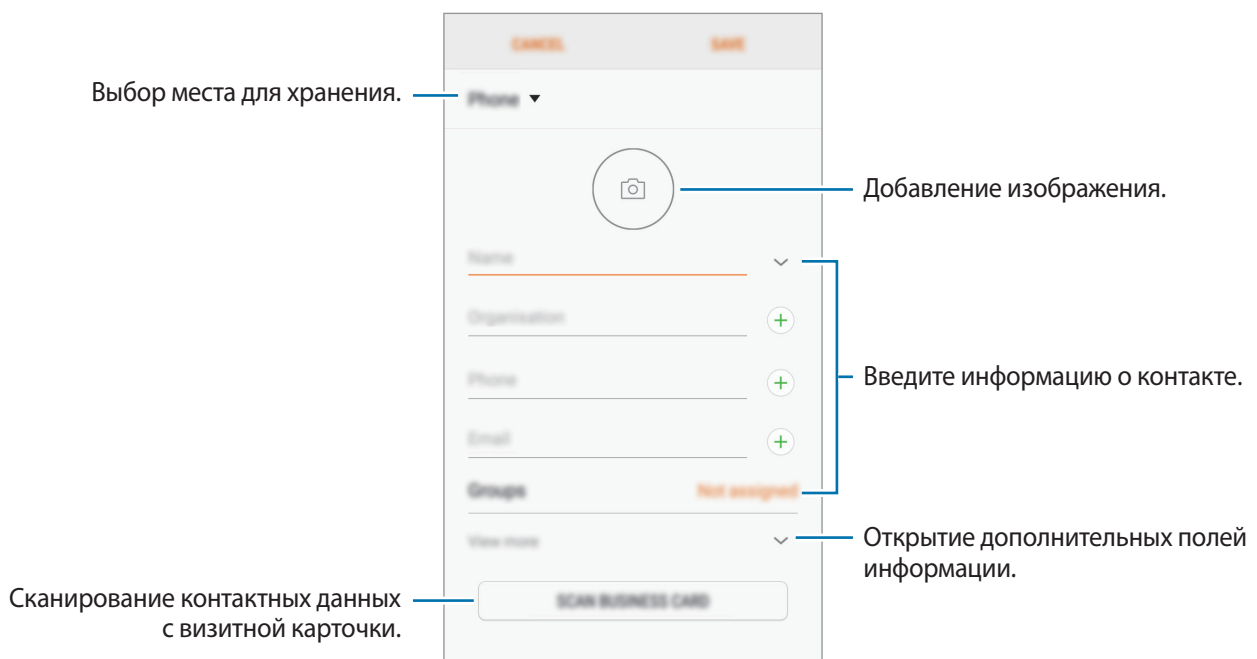 CANCEL SAVE
Выбор места для хранения.
Phone
Добавление изображения.
Name
Organisation
Phone
Введите информацию о контакте.
Email
Groups Not assigned
View more
Открытие дополнительных полей
информации.
SCAN BUSINESS CARD
Сканирование контактных данных
с визитной карточки.